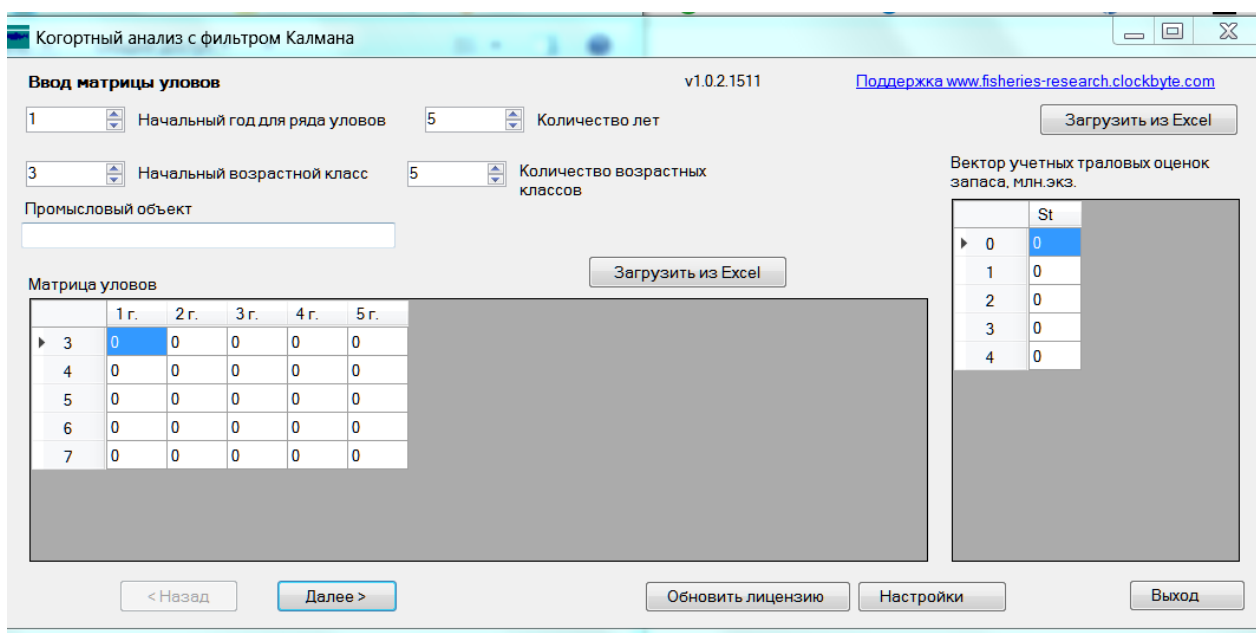 Когортный анализ с фильтром Калмана
Ввод матрицы уловов
v1.0.2.1511
Поддержка www.fisheries-research.clockbyte.com
1 Начальный год для ряда уловов 5 Количество лет
Загрузить из Excel
3 Начальный возрастной класс 5 Количество возрастных
классов
Вектор учетных траловых оценок
запаса, млн.экз.
Промысловый объект
St
0 0
1 0
2 0
3 0
4 0
Загрузить из Excel
Матрица уловов
1 г. 2 г. 3 г. 4 г. 5 г.
3 0 0 0 0 0
4 0 0 0 0 0
5 0 0 0 0 0
6 0 0 0 0 0
7 0 0 0 0 0
< Назад
Далее >
Обновить лицензию
Настройки
Выход